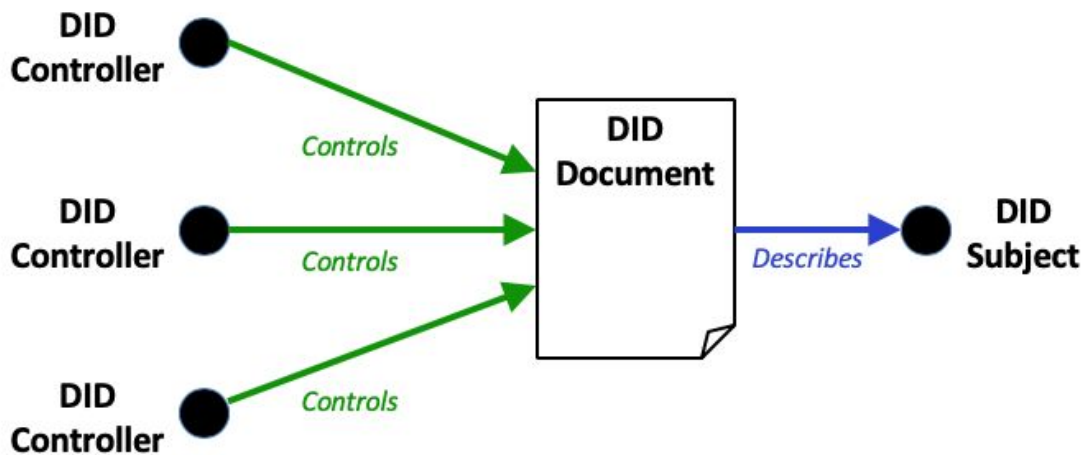 DID
Controller
Controls
DID
Document
DID
Controller
Controls
Describes
DID
Subject
DID
Controller
Controls